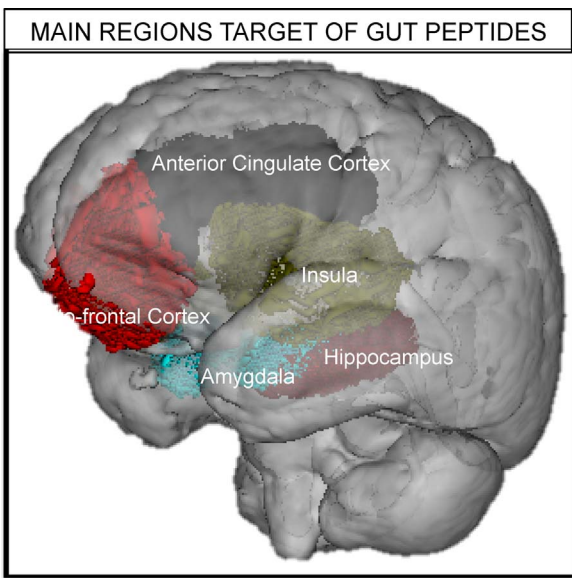 MAIN REGIONS TARGET OF GUT PEPTIDES
Anterior Cingulate Cortex
Insula
o-frontal Cortex
Hippocampus
Amygdala